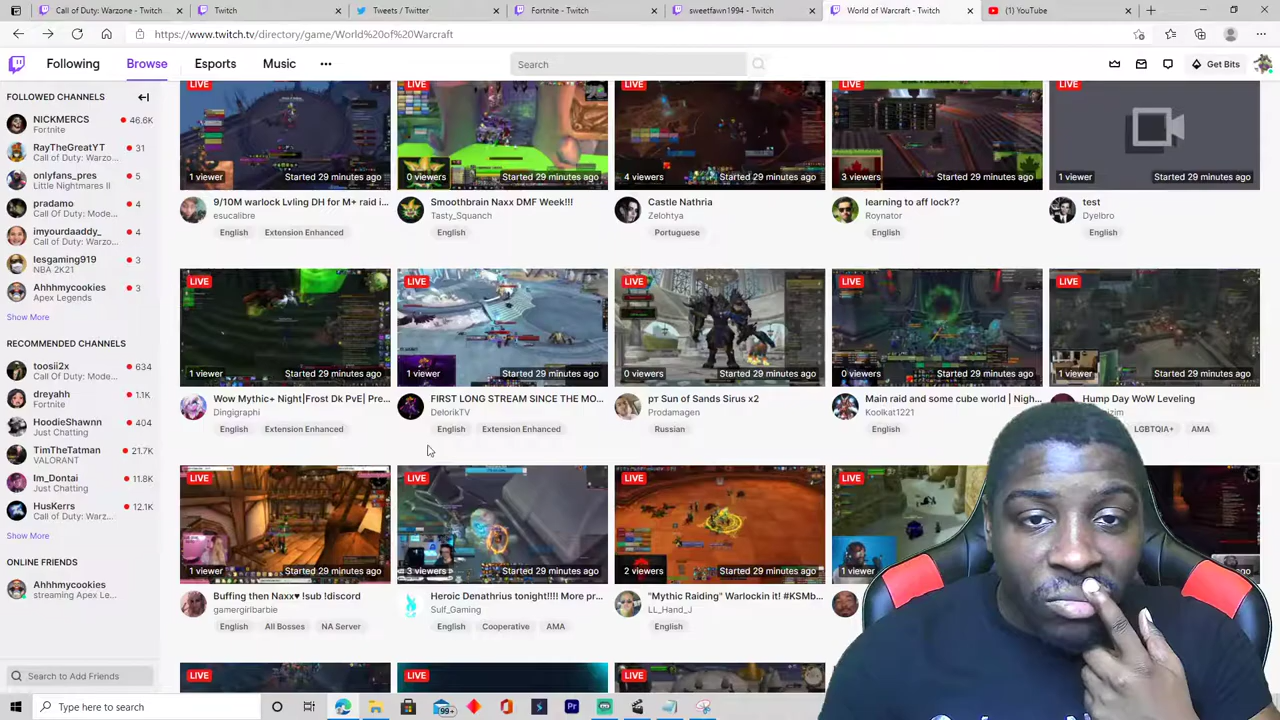 Call of Duty: Warzone - Twitch
Twitch
Tweets / Twitter
Fortnite - Twitch
sweetfawn1994 - Twitch
World of Warcraft - Twitch
(1) YouTube
https://www.twitch.tv/directory/game/World%20of%20Warcraft
Following
Browse
Esports
Music
Search
Get Bits
FOLLOWED CHANNELS
NICKMERCS 46.6K
Fortnite
RayTheGreatYT 31
Call of Duty: Warzo...
onlyfans_pres 5
Little Nightmares II
pradamo 4
Call of Duty: Mode...
imyourdaaddy_ 4
Call of Duty: Warzo...
lesgaming919 3
NBA 2K21
Ahhhmycookies 3
Apex Legends
Show More
RECOMMENDED CHANNELS
toosii2x 634
Call of Duty: Mode...
dreyahh 1.1K
Fortnite
HoodieShawnn 404
Just Chatting
TimTheTatman 21.7K
VALORANT
Im_Dontai 11.8K
Just Chatting
HusKerrs 12.1K
Call of Duty: Warz...
Show More
ONLINE FRIENDS
Ahhhmycookies
streaming Apex Le...
Search to Add Friends
LIVE
1 viewer Started 29 minutes ago
9/10M warlock Lvling DH for M+ raid i...
esucalibre
English Extension Enhanced
LIVE
0 viewers Started 29 minutes ago
Smoothbrain Naxx DMF Week!!!
Tasty_Squanch
English
LIVE
4 viewers Started 29 minutes ago
Castle Nathria
Zelohtya
Portuguese
LIVE
3 viewers Started 29 minutes ago
learning to aff lock??
Roynator
English
LIVE
1 viewer Started 29 minutes ago
test
Dyelbro
English
LIVE
1 viewer Started 29 minutes ago
Wow Mythic+ Night|Frost Dk PvE| Pre...
Dingigraphi
English Extension Enhanced
LIVE
1 viewer Started 29 minutes ago
FIRST LONG STREAM SINCE THE MO...
DelorikTV
English Extension Enhanced
LIVE
0 viewers Started 29 minutes ago
рт Sun of Sands Sirus x2
Prodamagen
Russian
LIVE
0 viewers Started 29 minutes ago
Main raid and some cube world | Nigh...
Koolkat1221
English
LIVE
1 viewer Started 29 minutes ago
Hump Day WoW Leveling
LGBTQIA+ AMA
LIVE
1 viewer Started 29 minutes ago
Buffing then Naxx♥ !sub !discord
gamergirlbarbie
English All Bosses NA Server
LIVE
3 viewers Started 29 minutes ago
Heroic Denathrius tonight!!!! More pr...
Sulf_Gaming
English Cooperative AMA
LIVE
2 viewers Started 29 minutes ago
"Mythic Raiding" Warlockin it! #KSMb...
LL_Hand_J
English
LIVE
1 viewer
LIVE
LIVE
LIVE
Type here to search
99+
Pr